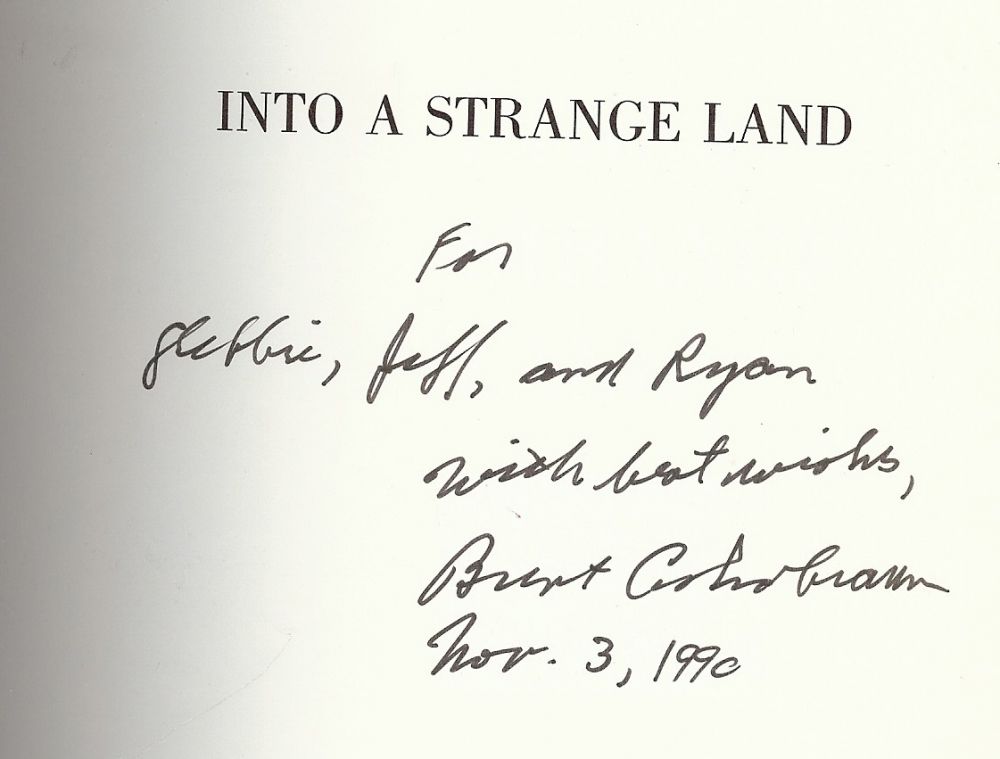 INTO A STRANGE LAND
For
Debbie, Jeff, and Ryan
with best wishes,
Brent Ashabranner
Nov. 3, 1990